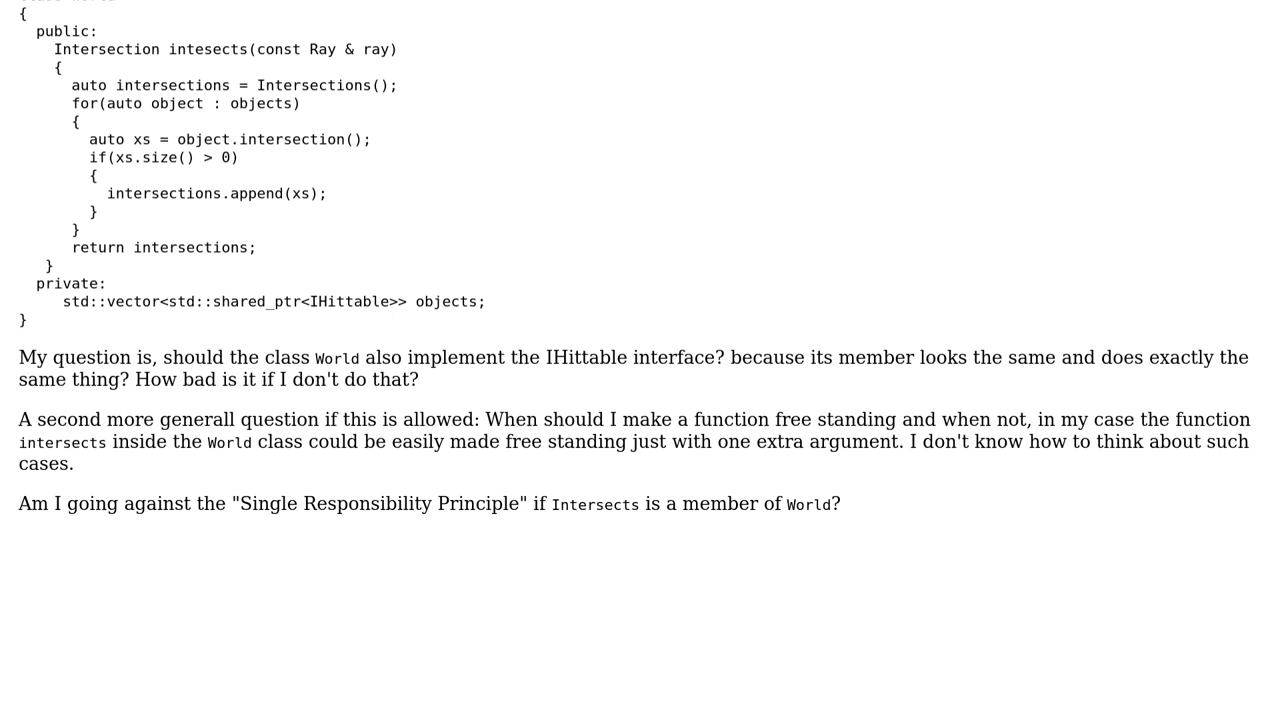 {
  public:
    Intersection intesects(const Ray & ray)
    {
      auto intersections = Intersections();
      for(auto object : objects)
      {
        auto xs = object.intersection();
        if(xs.size() > 0)
        {
          intersections.append(xs);
        }
      }
      return intersections;
   }
  private:
     std::vector<std::shared_ptr<IHittable>> objects;
}
My question is, should the class World also implement the IHittable interface? because its member looks the same and does exactly the
same thing? How bad is it if I don't do that?
A second more generall question if this is allowed: When should I make a function free standing and when not, in my case the function
intersects inside the World class could be easily made free standing just with one extra argument. I don't know how to think about such
cases.
Am I going against the "Single Responsibility Principle" if Intersects is a member of World?